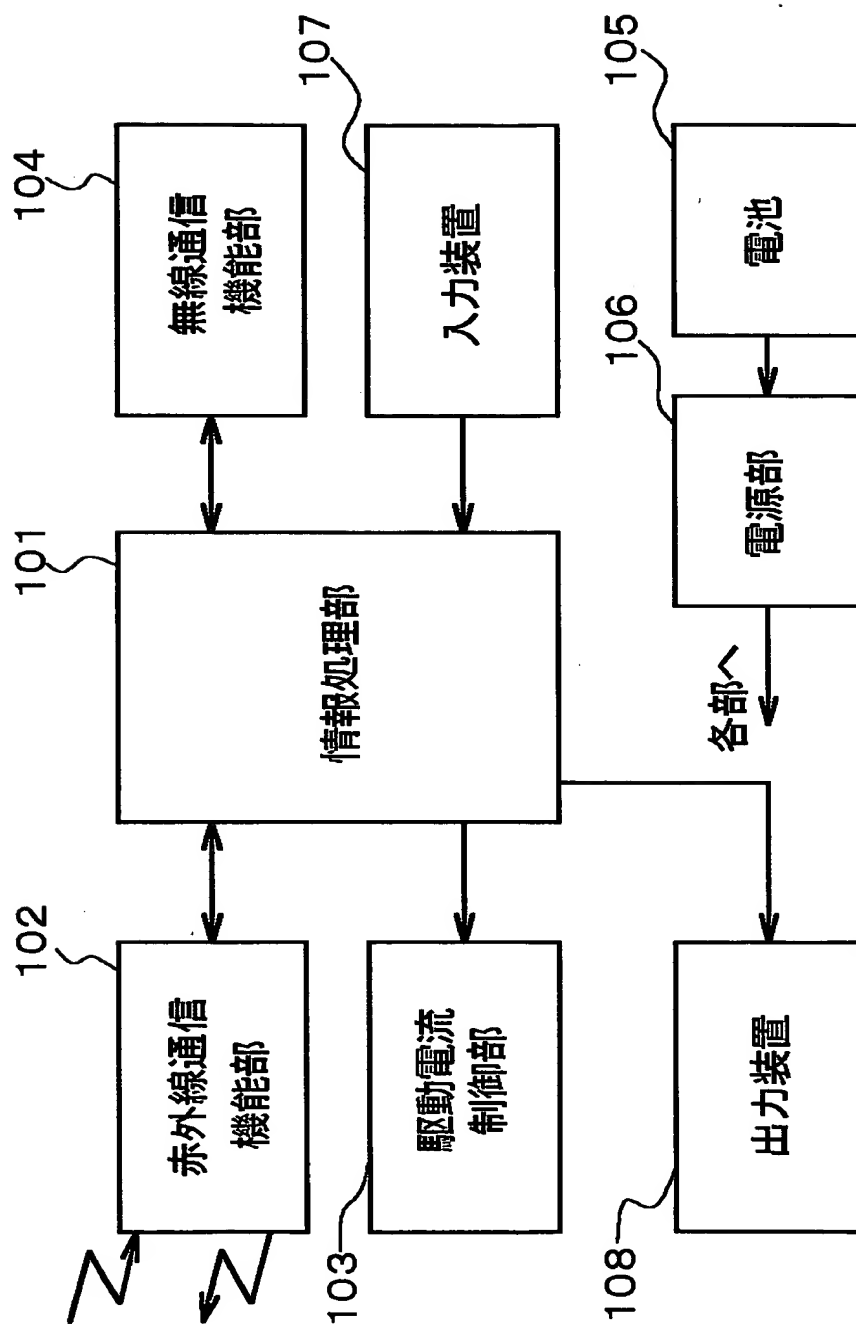 102
赤外線通信
機能部
101
情報処理部
104
無線通信
機能部
103
駆動電流
制御部
107
入力装置
108
出力装置
各部へ
106
電源部
105
電池